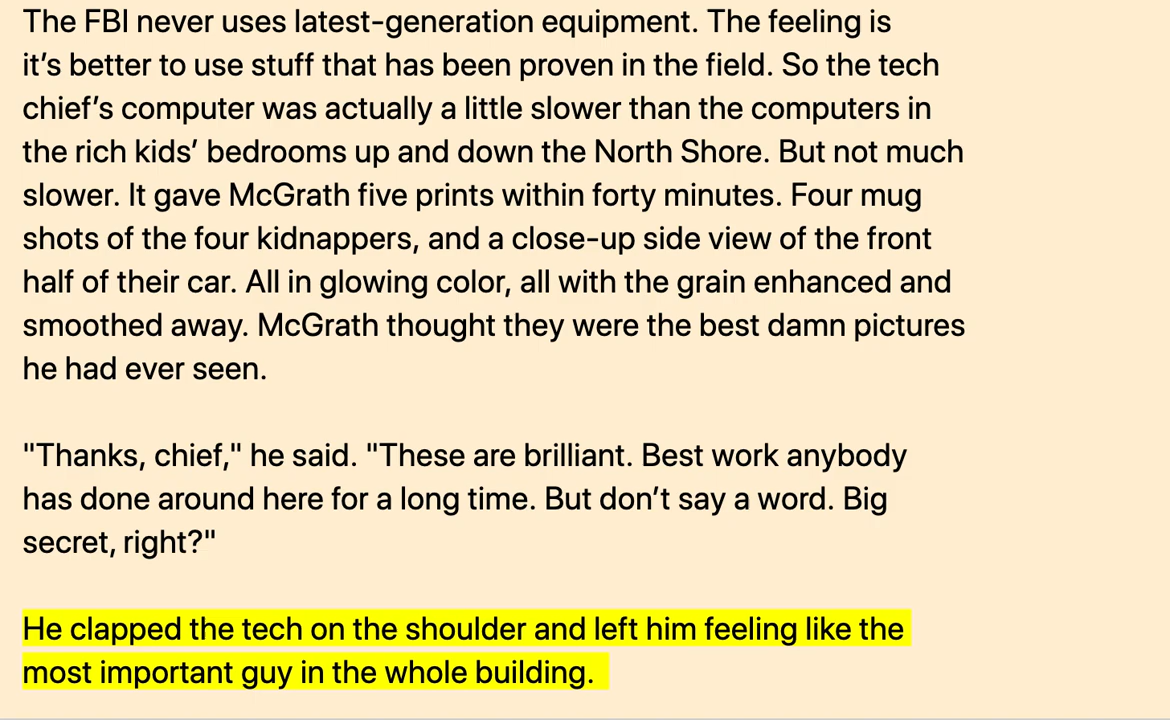 The FBI never uses latest-generation equipment. The feeling is
it’s better to use stuff that has been proven in the field. So the tech
chief’s computer was actually a little slower than the computers in
the rich kids’ bedrooms up and down the North Shore. But not much
slower. It gave McGrath five prints within forty minutes. Four mug
shots of the four kidnappers, and a close-up side view of the front
half of their car. All in glowing color, all with the grain enhanced and
smoothed away. McGrath thought they were the best damn pictures
he had ever seen.
"Thanks, chief," he said. "These are brilliant. Best work anybody
has done around here for a long time. But don’t say a word. Big
secret, right?"
He clapped the tech on the shoulder and left him feeling like the
most important guy in the whole building.